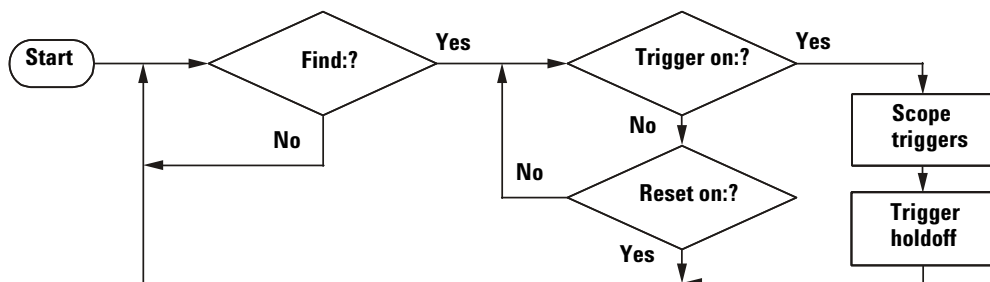 Start
Find:?
Yes
Trigger on:?
Yes
No
No
Scope
triggers
No
Reset on:?
Trigger
holdoff
Yes